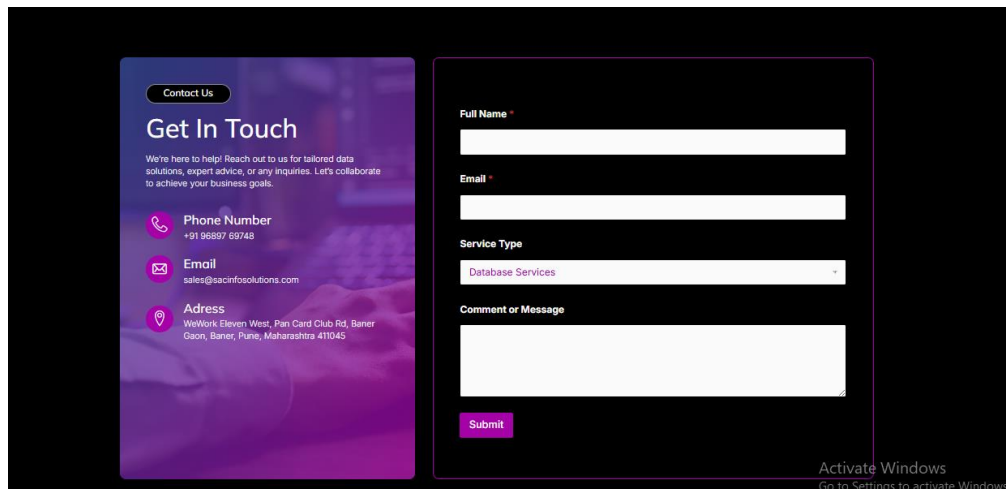 Contact Us
Get In Touch
We're here to help! Reach out to us for tailored data
solutions, expert advice, or any inquiries. Let's collaborate
to achieve your business goals.
Phone Number
+91 96897 69748
Email
sales@sacinfosolutions.com
Adress
WeWork Eleven West, Pan Card Club Rd, Baner
Gaon, Baner, Pune, Maharashtra 411045
Full Name *
Email *
Service Type
Database Services
Comment or Message
Submit
Activate Windows
Go to Settings to activate Windows